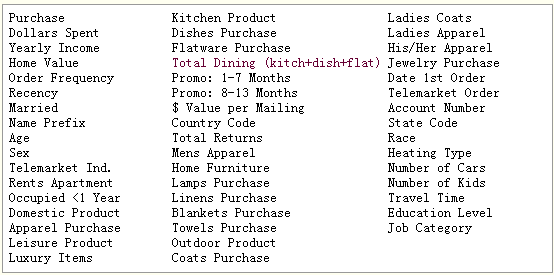 Purchase
Dollars Spent
Yearly Income
Home Value
Order Frequency
Recency
Married
Name Prefix
Age
Sex
Telemarket Ind.
Rents Apartment
Occupied <1 Year
Domestic Product
Apparel Purchase
Leisure Product
Luxury Items
Kitchen Product
Dishes Purchase
Flatware Purchase
Total Dining (kitch+dish+flat)
Promo: 1-7 Months
Promo: 8-13 Months
$ Value per Mailing
Country Code
Total Returns
Mens Apparel
Home Furniture
Lamps Purchase
Linens Purchase
Blankets Purchase
Towels Purchase
Outdoor Product
Coats Purchase
Ladies Coats
Ladies Apparel
His/Her Apparel
Jewelry Purchase
Date 1st Order
Telemarket Order
Account Number
State Code
Race
Heating Type
Number of Cars
Number of Kids
Travel Time
Education Level
Job Category